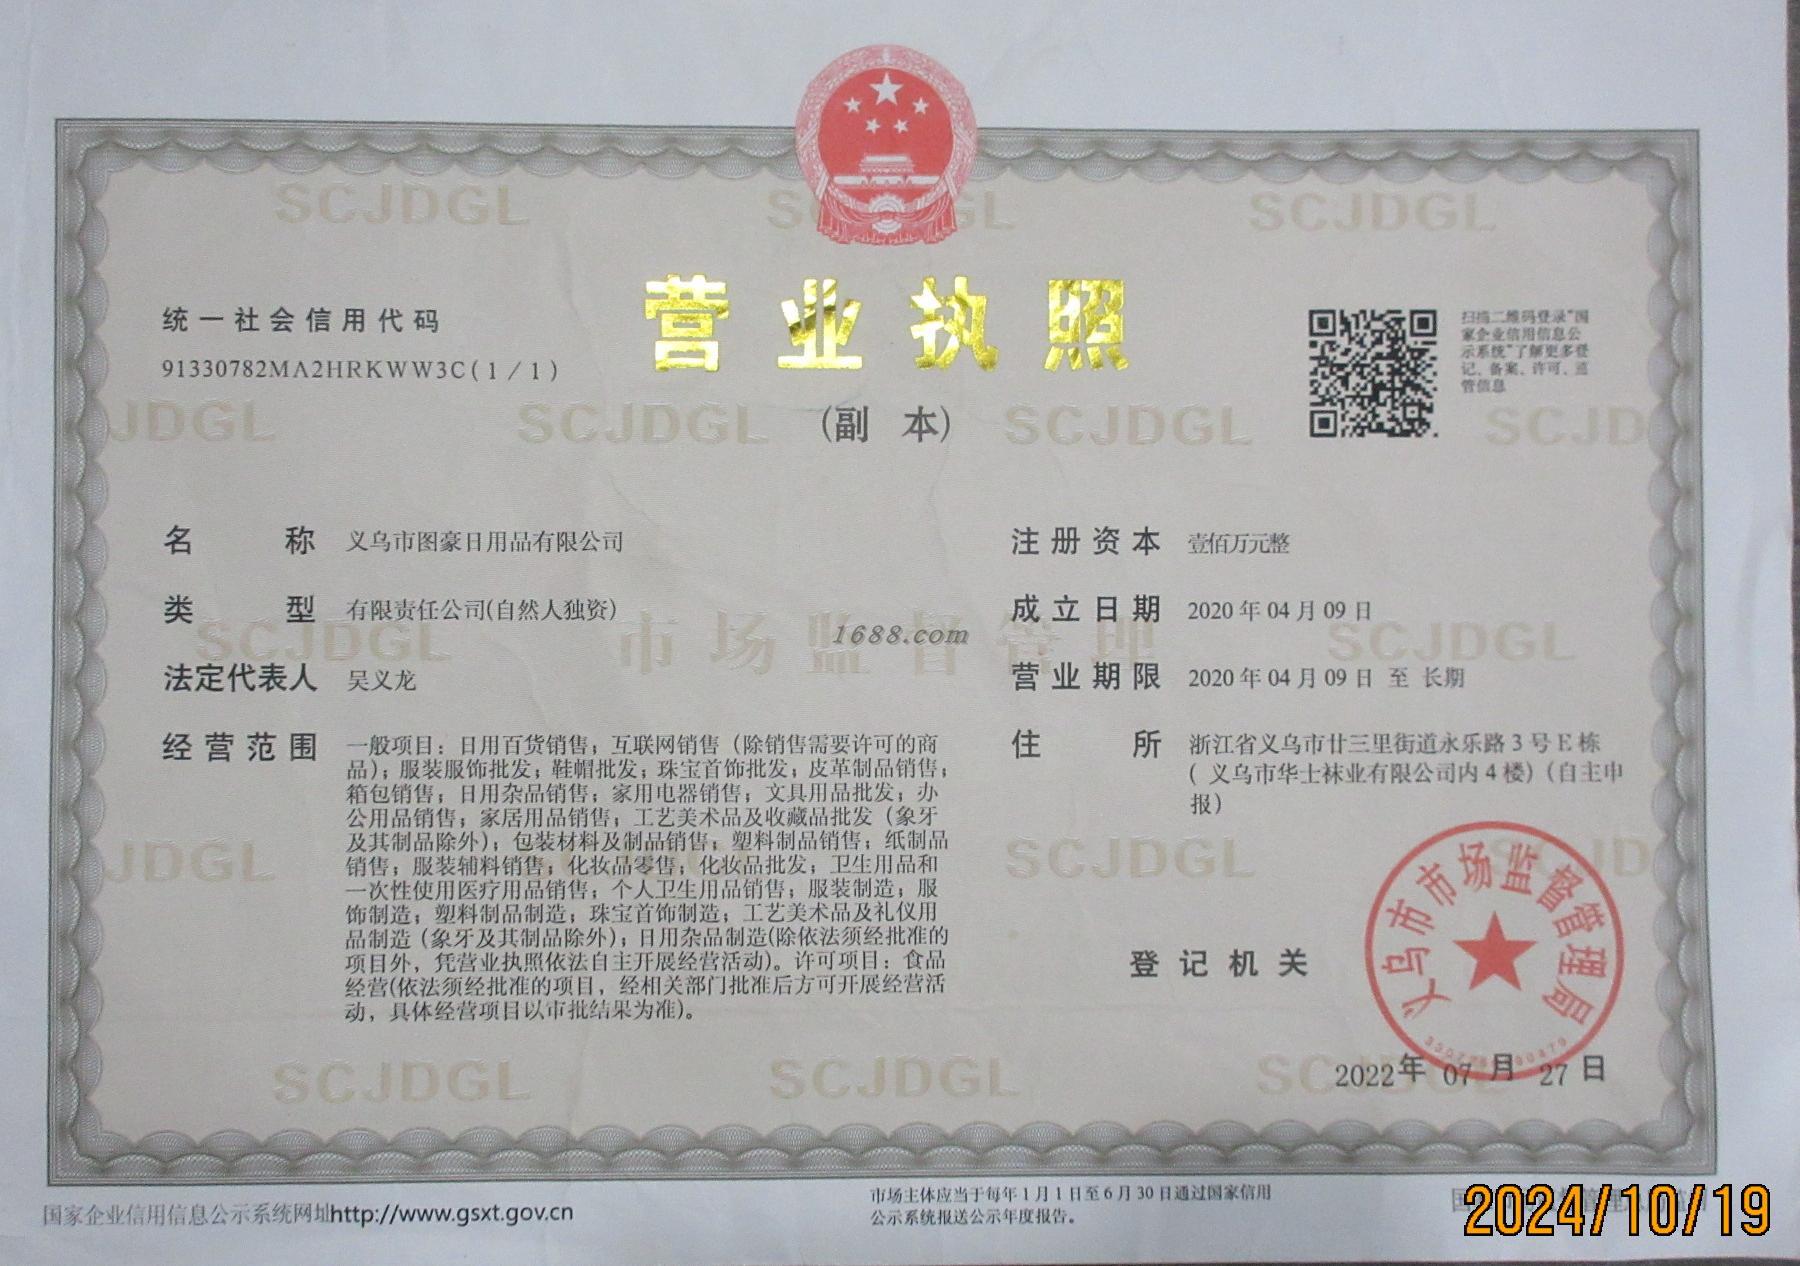 SCJDGL SCJDGL SCJDGL
营业执照
(副 本)
统一社会信用代码
91330782MA2HRKWW3C(1/1)
扫描二维码登录"国
家企业信用信息公
示系统"了解更多登
记、备案、许可、监
管信息
JDGL SCJDGL SCJDGL SCJD
名 称 义乌市图豪日用品有限公司
类 型 有限责任公司(自然人独资)
法定代表人 吴义龙
经营范围 一般项目：日用百货销售；互联网销售（除销售需要许可的商
品）；服装服饰批发；鞋帽批发；珠宝首饰批发；皮革制品销售；
箱包销售；日用杂品销售；家用电器销售；文具用品批发；办
公用品销售；家居用品销售；工艺美术品及收藏品批发（象牙
及其制品除外）；包装材料及制品销售；塑料制品销售；纸制品
销售；服装辅料销售；化妆品零售；化妆品批发；卫生用品和
一次性使用医疗用品销售；个人卫生用品销售；服装制造；服
饰制造；塑料制品制造；珠宝首饰制造；工艺美术品及礼仪用
品制造（象牙及其制品除外）；日用杂品制造(除依法须经批准的
项目外，凭营业执照依法自主开展经营活动)。许可项目：食品
经营(依法须经批准的项目，经相关部门批准后方可开展经营活
动，具体经营项目以审批结果为准)。
注册资本 壹佰万元整
成立日期 2020年04月09日
营业期限 2020年04月09日 至 长期
住 所 浙江省义乌市廿三里街道永乐路3号E栋
（义乌市华士袜业有限公司内4楼）（自主申
报）
SCJDGL 市场监督管理 SCJDGL
1688.com
JDGL SCJDGL SCJD
登记机关
义乌市市场监督管理局
2022年07月27日
SCJDGL SCJDGL SCJDGL
国家企业信用信息公示系统网址http://www.gsxt.gov.cn
市场主体应当于每年1月1日至6月30日通过国家信用
公示系统报送公示年度报告。
2024/10/19